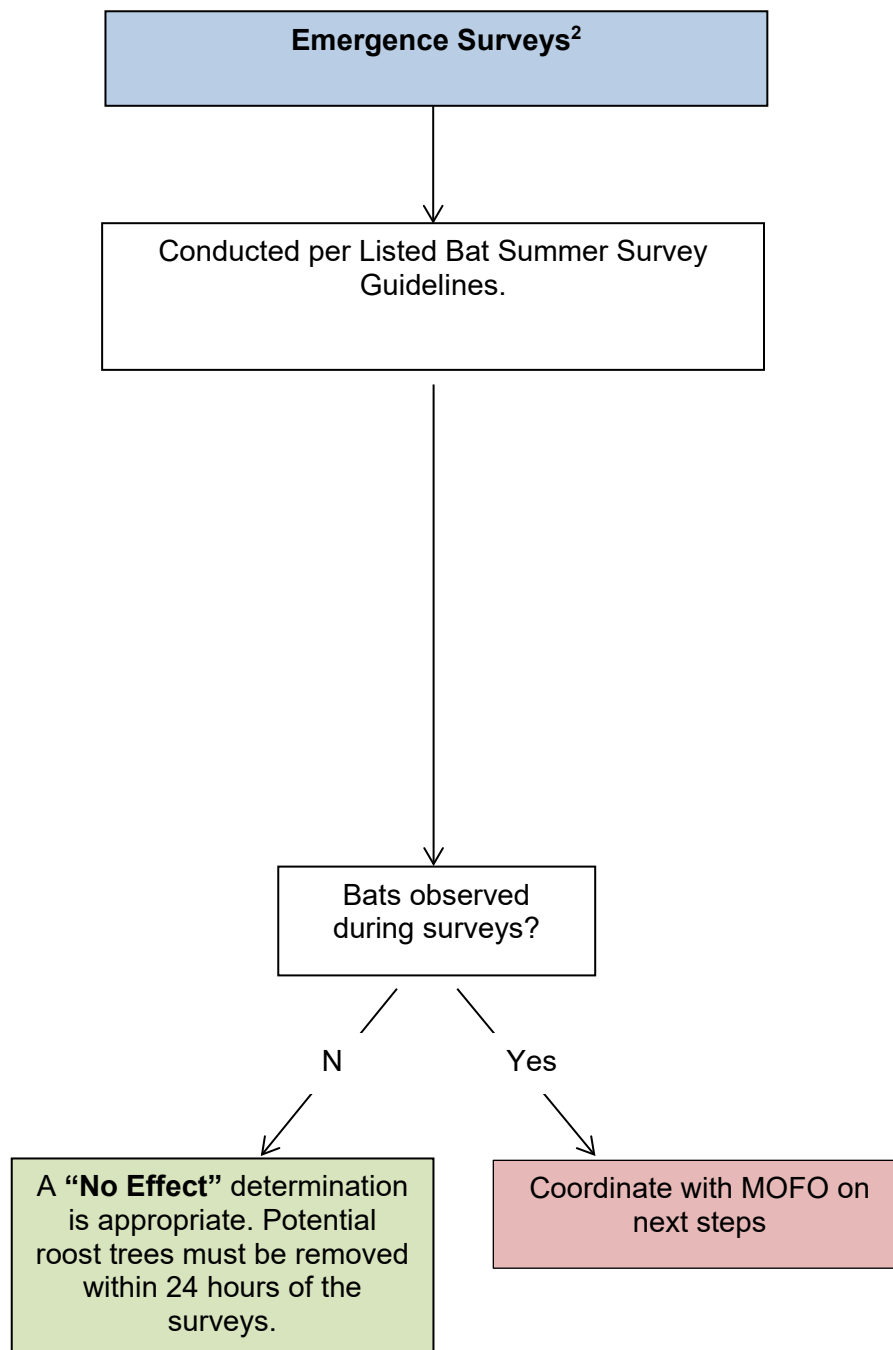 Emergence Surveys²
Conducted per Listed Bat Summer Survey
Guidelines.
Bats observed
during surveys?
N
Yes
A “No Effect” determination
is appropriate. Potential
roost trees must be removed
within 24 hours of the
surveys.
Coordinate with MOFO on
next steps